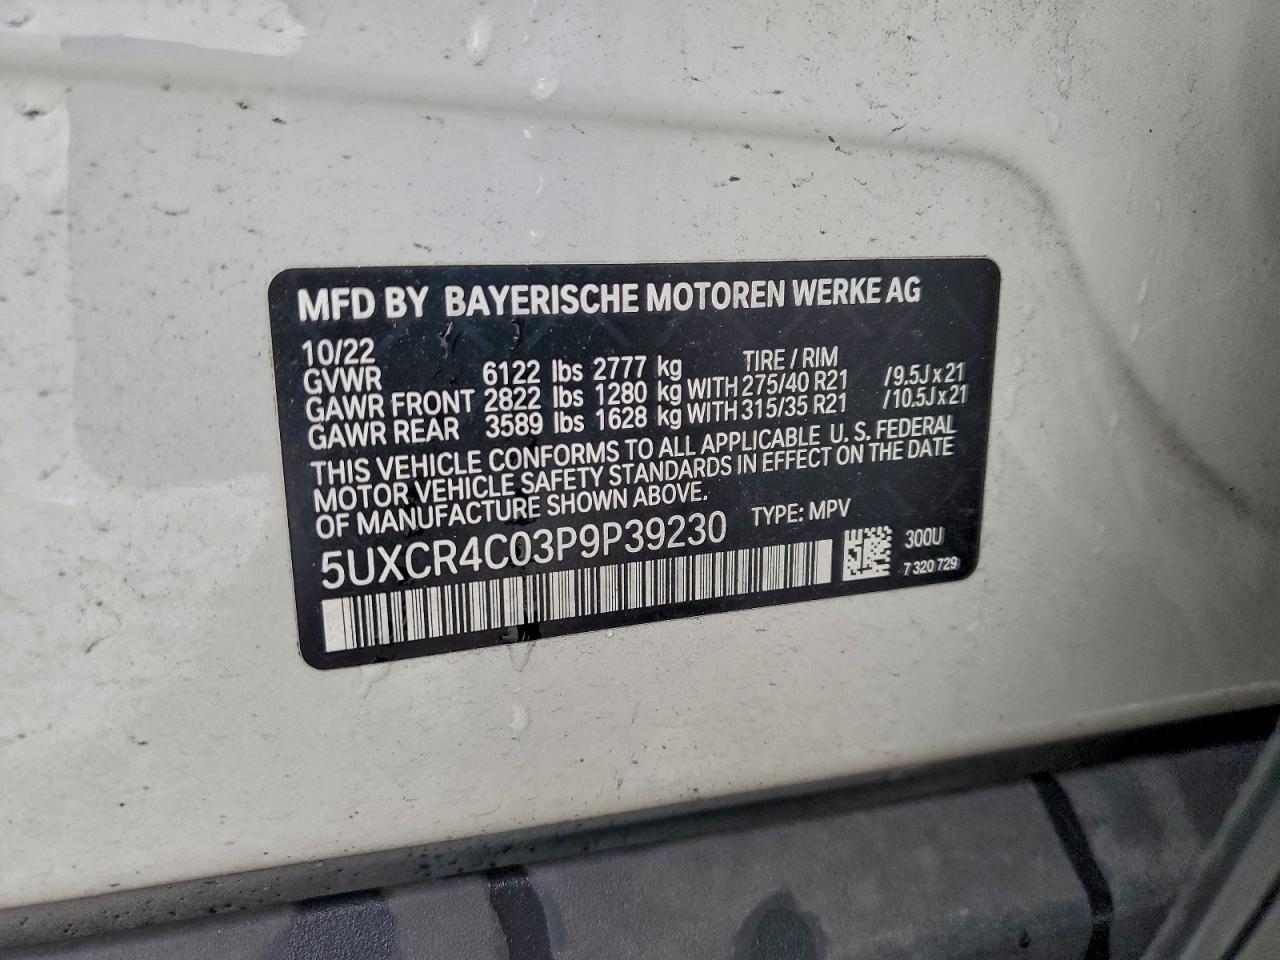 MFD BY BAYERISCHE MOTOREN WERKE AG
10/22
TIRE / RIM
GVWR 6122 lbs 2777 kg
GAWR FRONT 2822 lbs 1280 kg WITH 275/40 R21 /9.5J x 21
GAWR REAR 3589 lbs 1628 kg WITH 315/35 R21 /10.5J x 21
THIS VEHICLE CONFORMS TO ALL APPLICABLE U. S. FEDERAL
MOTOR VEHICLE SAFETY STANDARDS IN EFFECT ON THE DATE
OF MANUFACTURE SHOWN ABOVE.
5UXCR4C03P9P39230 TYPE: MPV
300U
7 320 729